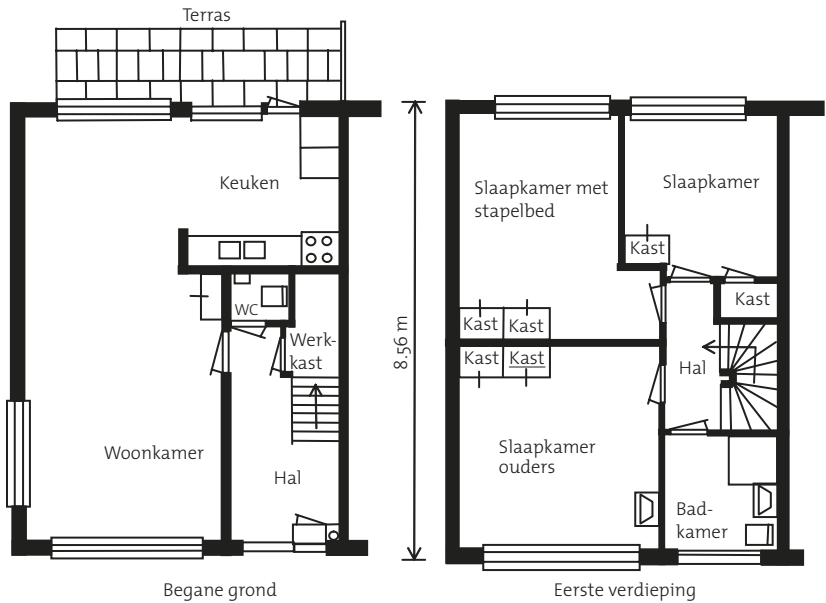 Terras
Keuken
WC
Werk-
kast
Woonkamer
Hal
Begane grond
8.56 m
Slaapkamer met
stapelbed
Slaapkamer
Kast
Kast
Kast
Kast
Kast
Kast
Hal
Slaapkamer
ouders
Bad-
kamer
Eerste verdieping